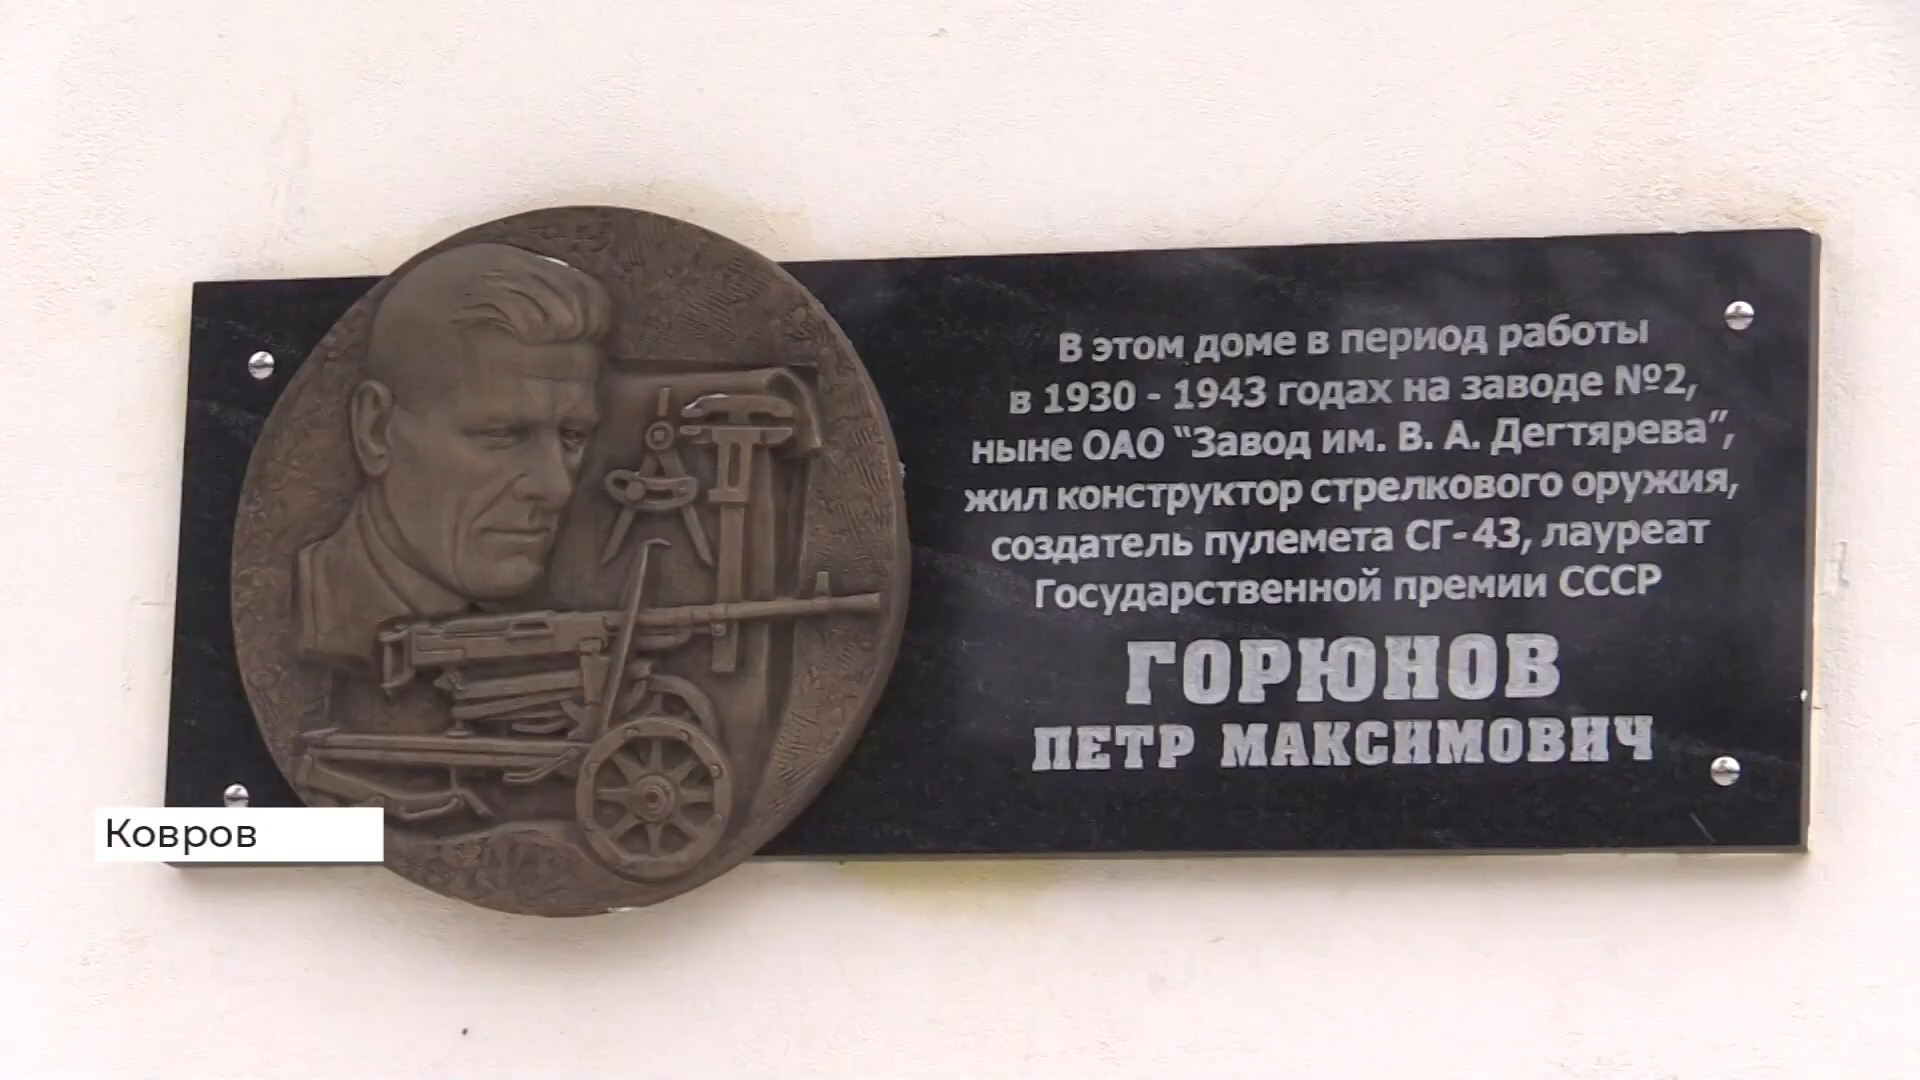 В этом доме в период работы
в 1930 - 1943 годах на заводе №2,
ныне ОАО “Завод им. В. А. Дегтярева”,
жил конструктор стрелкового оружия,
создатель пулемета СГ-43, лауреат
Государственной премии СССР
ГОРЮНОВ
ПЕТР МАКСИМОВИЧ
Ковров